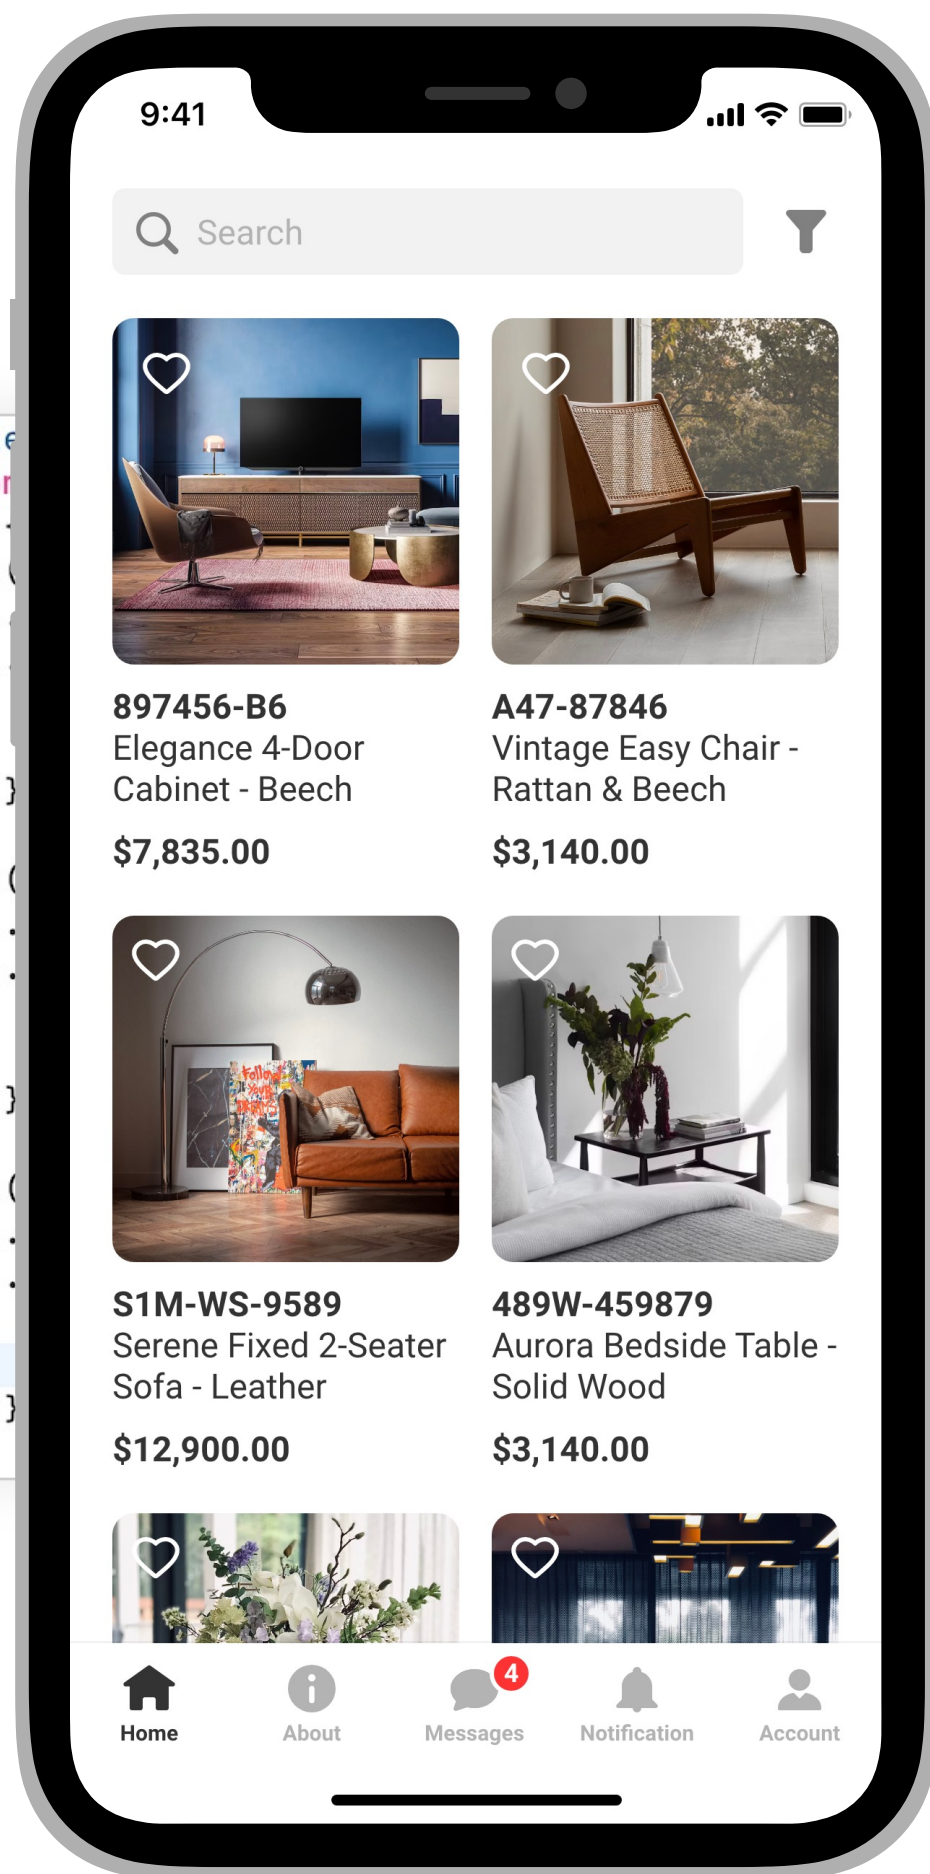 9:41
Search
897456-B6
Elegance 4-Door
Cabinet - Beech
$7,835.00
A47-87846
Vintage Easy Chair -
Rattan & Beech
$3,140.00
Follow
Your
S1M-WS-9589
Serene Fixed 2-Seater
Sofa - Leather
$12,900.00
489W-459879
Aurora Bedside Table -
Solid Wood
$3,140.00
Home
About
4
Messages
Notification
Account